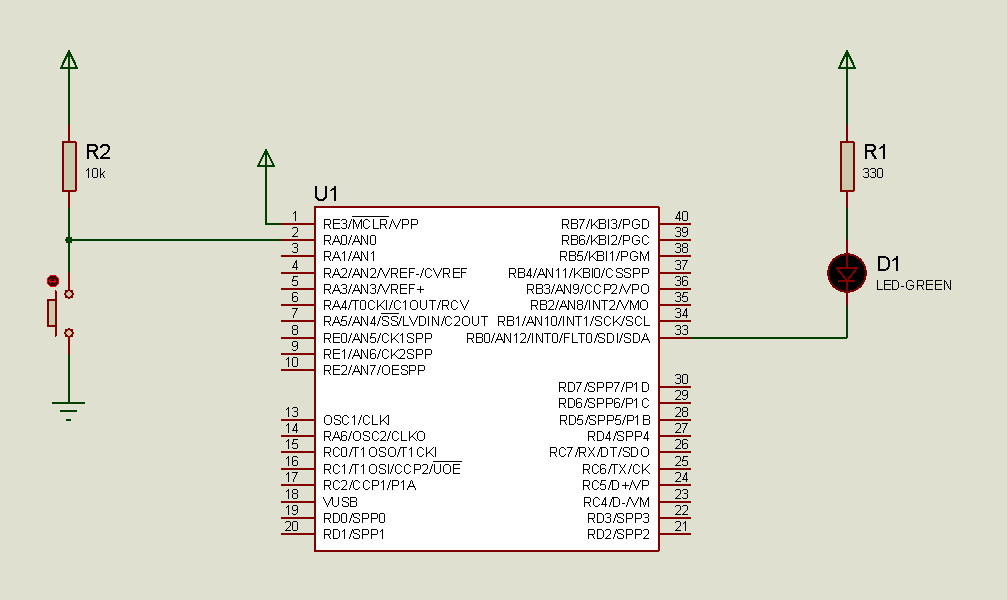 R2
10k
R1
330
D1
LED-GREEN
U1
1 RE3/MCLR/VPP
2 RA0/AN0
3 RA1/AN1
4 RA2/AN2/VREF-/CVREF
5 RA3/AN3/VREF+
6 RA4/T0CKI/C1OUT/RCV
7 RA5/AN4/SS/LVDIN/C2OUT
8 RE0/AN5/CK1SPP
9 RE1/AN6/CK2SPP
10 RE2/AN7/OESPP
13 OSC1/CLKI
14 RA6/OSC2/CLKO
15 RC0/T1OSO/T1CKI
16 RC1/T1OSI/CCP2/UOE
17 RC2/CCP1/P1A
18 VUSB
19 RD0/SPP0
20 RD1/SPP1
RB7/KBI3/PGD 40
RB6/KBI2/PGC 39
RB5/KBI1/PGM 38
RB4/AN11/KBI0/CSSPP 37
RB3/AN9/CCP2/VPO 36
RB2/AN8/INT2/VMO 35
RB1/AN10/INT1/SCK/SCL 34
RB0/AN12/INT0/FLT0/SDI/SDA 33
RD7/SPP7/P1D 30
RD6/SPP6/P1C 29
RD5/SPP5/P1B 28
RD4/SPP4 27
RC7/RX/DT/SDO 26
RC6/TX/CK 25
RC5/D+/VP 24
RC4/D-/VM 23
RD3/SPP3 22
RD2/SPP2 21